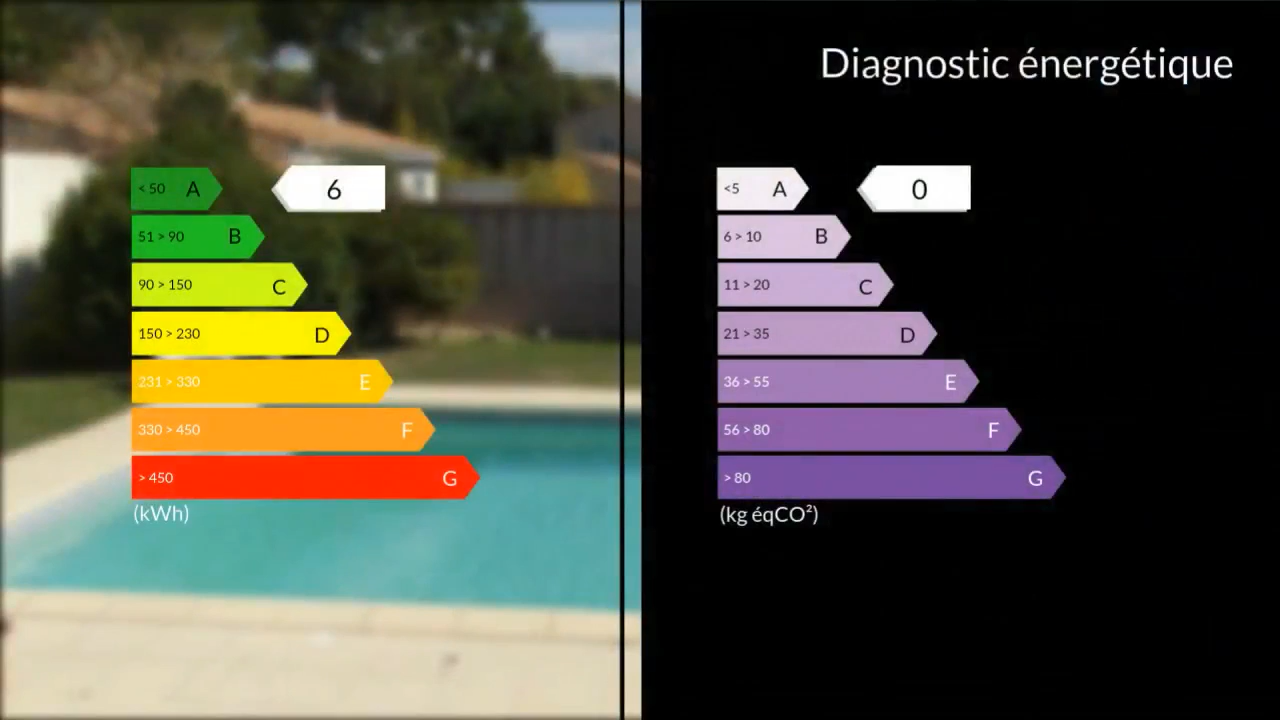 Diagnostic énergétique
< 50 A 6
51 > 90 B
90 > 150 C
150 > 230 D
231 > 330 E
330 > 450 F
> 450 G
(kWh)
<5 A 0
6 > 10 B
11 > 20 C
21 > 35 D
36 > 55 E
56 > 80 F
> 80 G
(kg éqCO²)